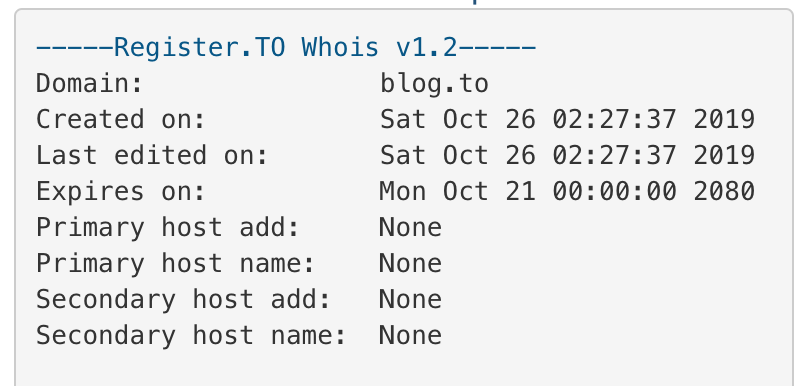 -----Register.TO Whois v1.2-----
Domain: blog.to
Created on: Sat Oct 26 02:27:37 2019
Last edited on: Sat Oct 26 02:27:37 2019
Expires on: Mon Oct 21 00:00:00 2080
Primary host add: None
Primary host name: None
Secondary host add: None
Secondary host name: None